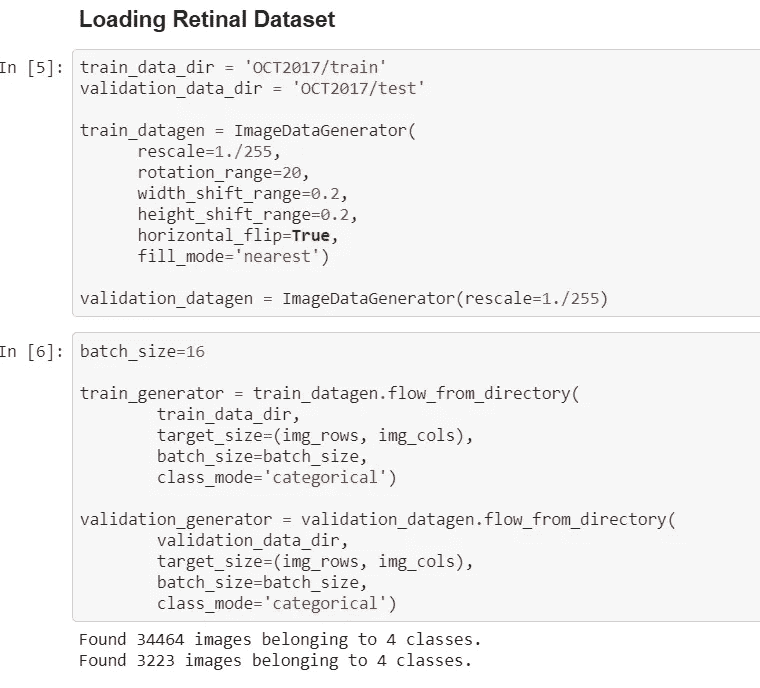 Loading Retinal Dataset
In [5]: train_data_dir = 'OCT2017/train'
validation_data_dir = 'OCT2017/test'
train_datagen = ImageDataGenerator(
rescale=1./255,
rotation_range=20,
width_shift_range=0.2,
height_shift_range=0.2,
horizontal_flip=True,
fill_mode='nearest')
validation_datagen = ImageDataGenerator(rescale=1./255)
In [6]: batch_size=16
train_generator = train_datagen.flow_from_directory(
train_data_dir,
target_size=(img_rows, img_cols),
batch_size=batch_size,
class_mode='categorical')
validation_generator = validation_datagen.flow_from_directory(
validation_data_dir,
target_size=(img_rows, img_cols),
batch_size=batch_size,
class_mode='categorical')
Found 34464 images belonging to 4 classes.
Found 3223 images belonging to 4 classes.